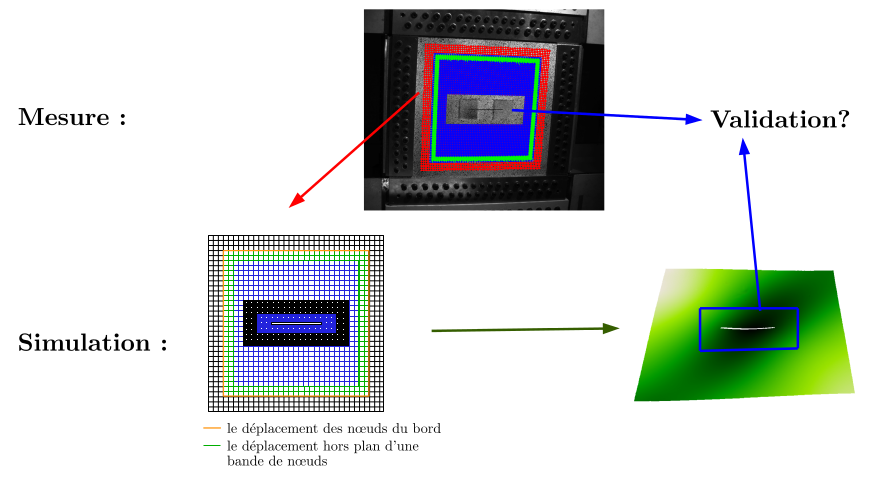 Mesure :
Validation?
Simulation :
le déplacement des nœuds du bord
le déplacement hors plan d'une
bande de nœuds